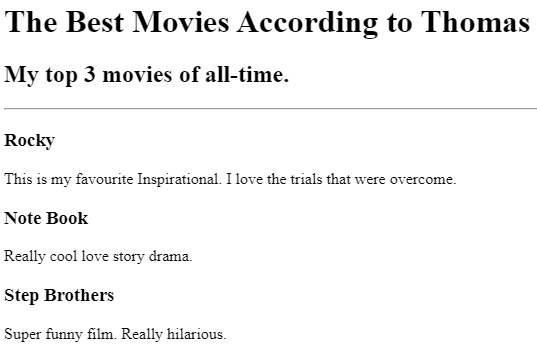 The Best Movies According to Thomas
My top 3 movies of all-time.
Rocky
This is my favourite Inspirational. I love the trials that were overcome.
Note Book
Really cool love story drama.
Step Brothers
Super funny film. Really hilarious.